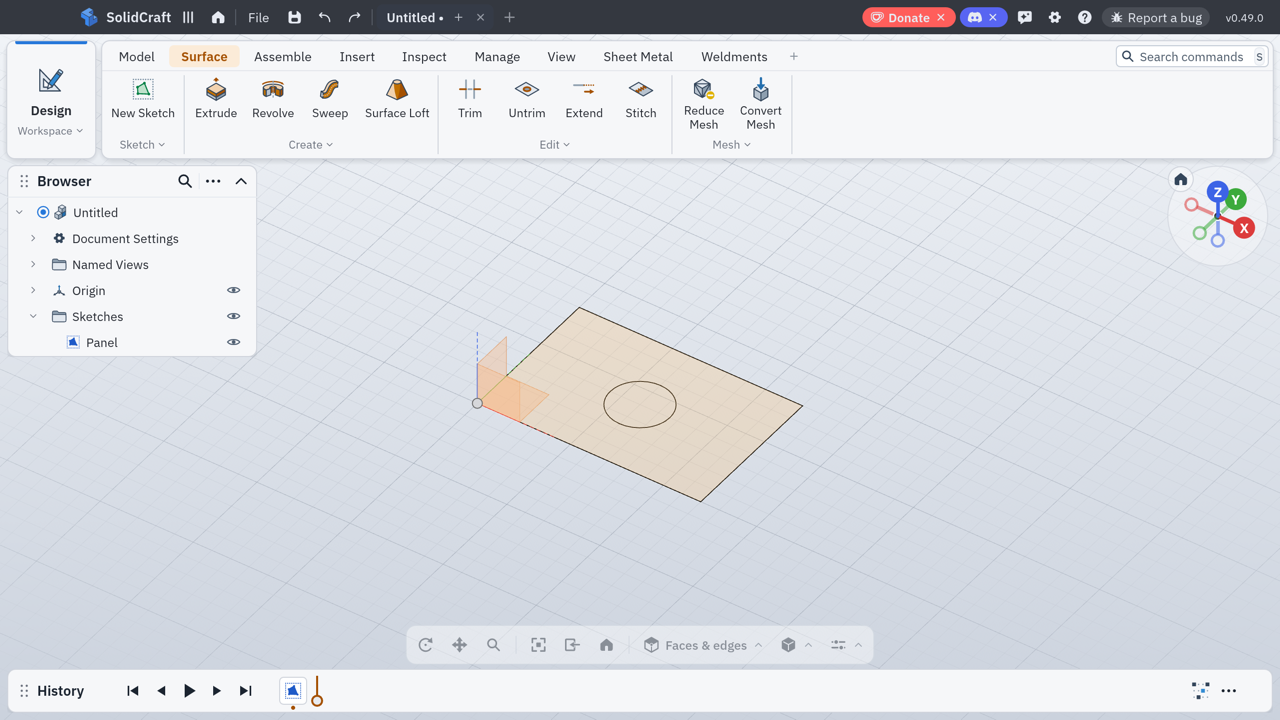 SolidCraft File Untitled • Donate Report a bug v0.49.0
Model Surface Assemble Insert Inspect Manage View Sheet Metal Weldments Search commands S
Design
Workspace
New Sketch Extrude Revolve Sweep Surface Loft Trim Untrim Extend Stitch Reduce Mesh Convert Mesh
Sketch Create Edit Mesh
Browser
Untitled
Document Settings
Named Views
Origin
Sketches
Panel
Z
Y
X
Faces & edges
History